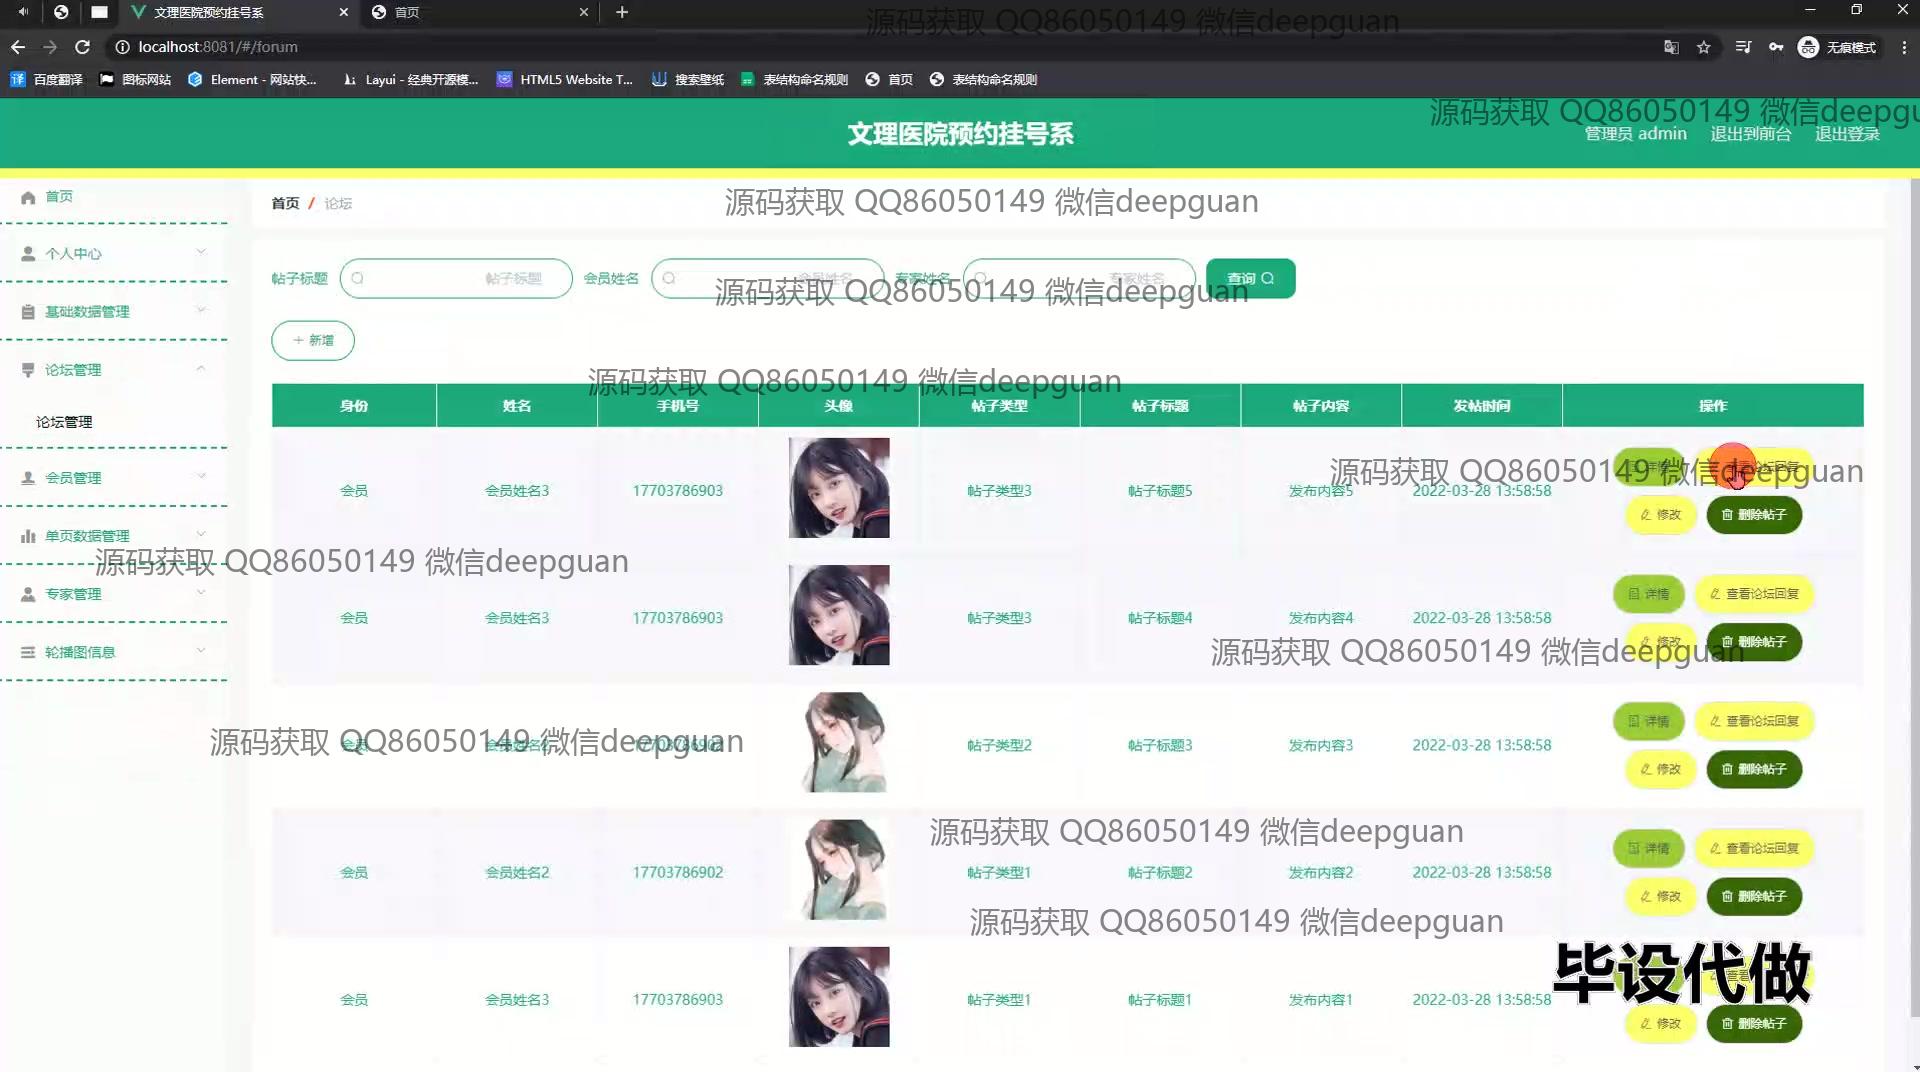 文理医院预约挂号系
首页
localhost:8081/#/forum
无痕模式
百度翻译
图标网站
Element - 网站快...
Layui - 经典开源模...
HTML5 Website T...
搜索壁纸
表结构命名规则
首页
表结构命名规则
源码获取 QQ86050149 微信deepguan
文理医院预约挂号系
源码获取 QQ86050149 微信deepgu
管理员 admin
退出到前台
退出登录
首页
个人中心
基础数据管理
论坛管理
论坛管理
会员管理
单页数据管理
专家管理
轮播图信息
首页 / 论坛
源码获取 QQ86050149 微信deepguan
帖子标题 帖子标题 会员姓名 会员姓名 专家姓名 专家姓名 查询
源码获取 QQ86050149 微信deepguan
新增
源码获取 QQ86050149 微信deepguan
身份 姓名 手机号 头像 帖子类型 帖子标题 帖子内容 发帖时间 操作
会员 会员姓名3 17703786903 帖子类型3 帖子标题5 发布内容5 2022-03-28 13:58:58
源码获取 QQ86050149 微信deepguan
修改 删除帖子
源码获取 QQ86050149 微信deepguan
会员 会员姓名3 17703786903 帖子类型3 帖子标题4 发布内容4 2022-03-28 13:58:58
详情 查看论坛回复
修改 删除帖子
源码获取 QQ86050149 微信deepguan
会员 会员姓名2 17703786902 帖子类型2 帖子标题3 发布内容3 2022-03-28 13:58:58
详情 查看论坛回复
修改 删除帖子
源码获取 QQ86050149 微信deepguan
源码获取 QQ86050149 微信deepguan
会员 会员姓名2 17703786902 帖子类型1 帖子标题2 发布内容2 2022-03-28 13:58:58
详情 查看论坛回复
修改 删除帖子
源码获取 QQ86050149 微信deepguan
会员 会员姓名3 17703786903 帖子类型1 帖子标题1 发布内容1 2022-03-28 13:58:58
毕设代做
修改 删除帖子